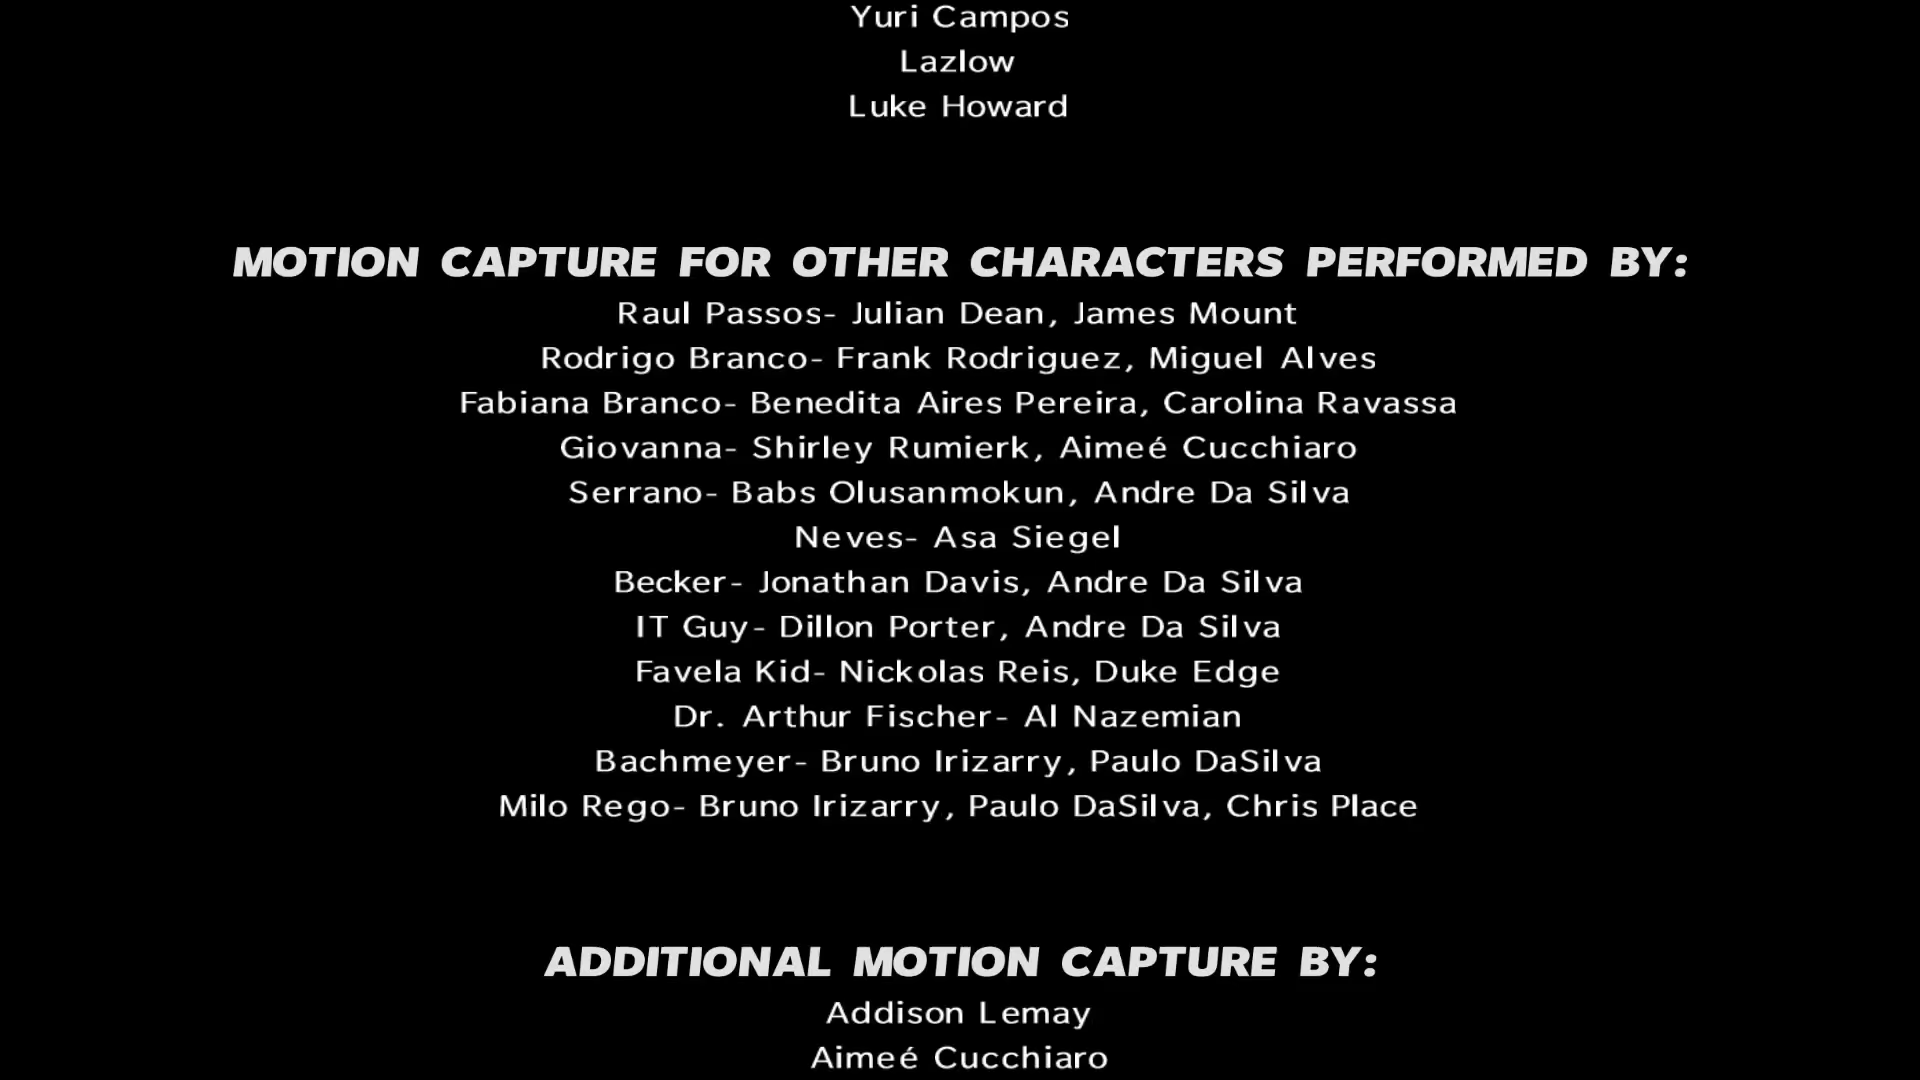 Yuri Campos
Lazlow
Luke Howard
MOTION CAPTURE FOR OTHER CHARACTERS PERFORMED BY:
Raul Passos- Julian Dean, James Mount
Rodrigo Branco- Frank Rodriguez, Miguel Alves
Fabiana Branco- Benedita Aires Pereira, Carolina Ravassa
Giovanna- Shirley Rumierk, Aimeé Cucchiaro
Serrano- Babs Olusanmokun, Andre Da Silva
Neves- Asa Siegel
Becker- Jonathan Davis, Andre Da Silva
IT Guy- Dillon Porter, Andre Da Silva
Favela Kid- Nickolas Reis, Duke Edge
Dr. Arthur Fischer- Al Nazemian
Bachmeyer- Bruno Irizarry, Paulo DaSilva
Milo Rego- Bruno Irizarry, Paulo DaSilva, Chris Place
ADDITIONAL MOTION CAPTURE BY:
Addison Lemay
Aimeé Cucchiaro